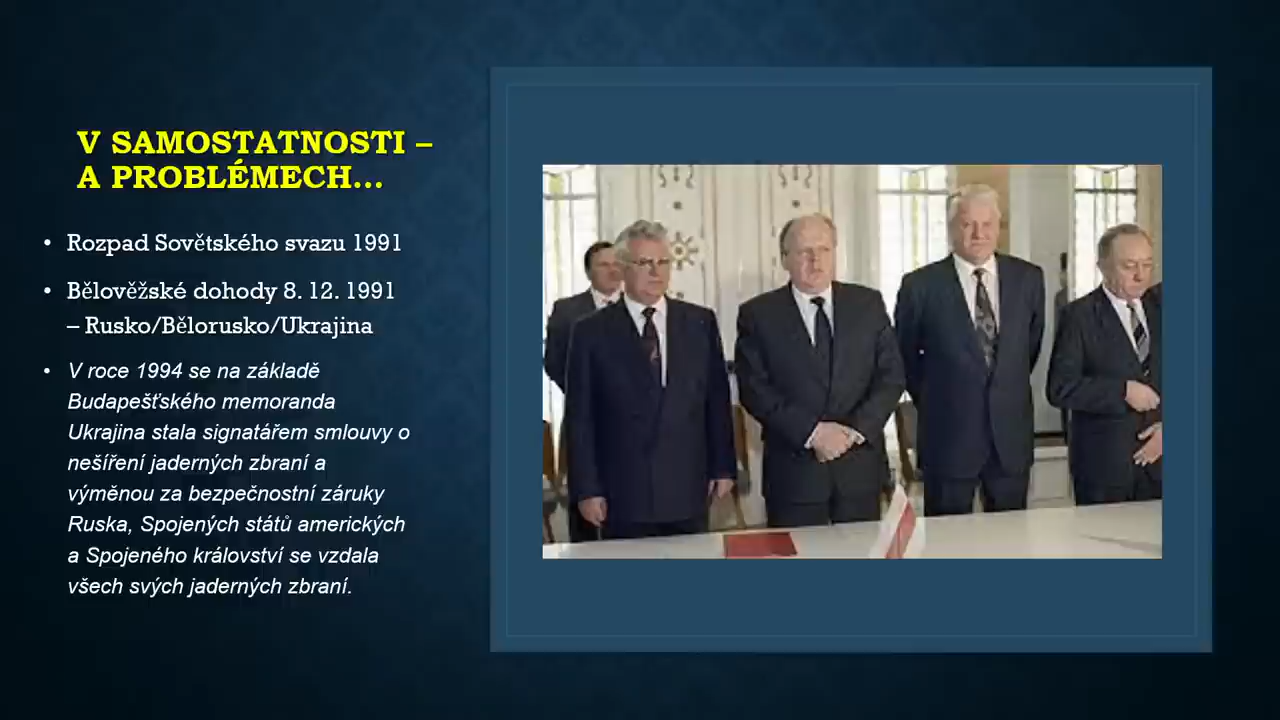 V SAMOSTATNOSTI –
A PROBLÉMECH...
• Rozpad Sovětského svazu 1991
• Bělověžské dohody 8. 12. 1991
– Rusko/Bělorusko/Ukrajina
• V roce 1994 se na základě
Budapešťského memoranda
Ukrajina stala signatářem smlouvy o
nešíření jaderných zbraní a
výměnou za bezpečnostní záruky
Ruska, Spojených států amerických
a Spojeného království se vzdala
všech svých jaderných zbraní.